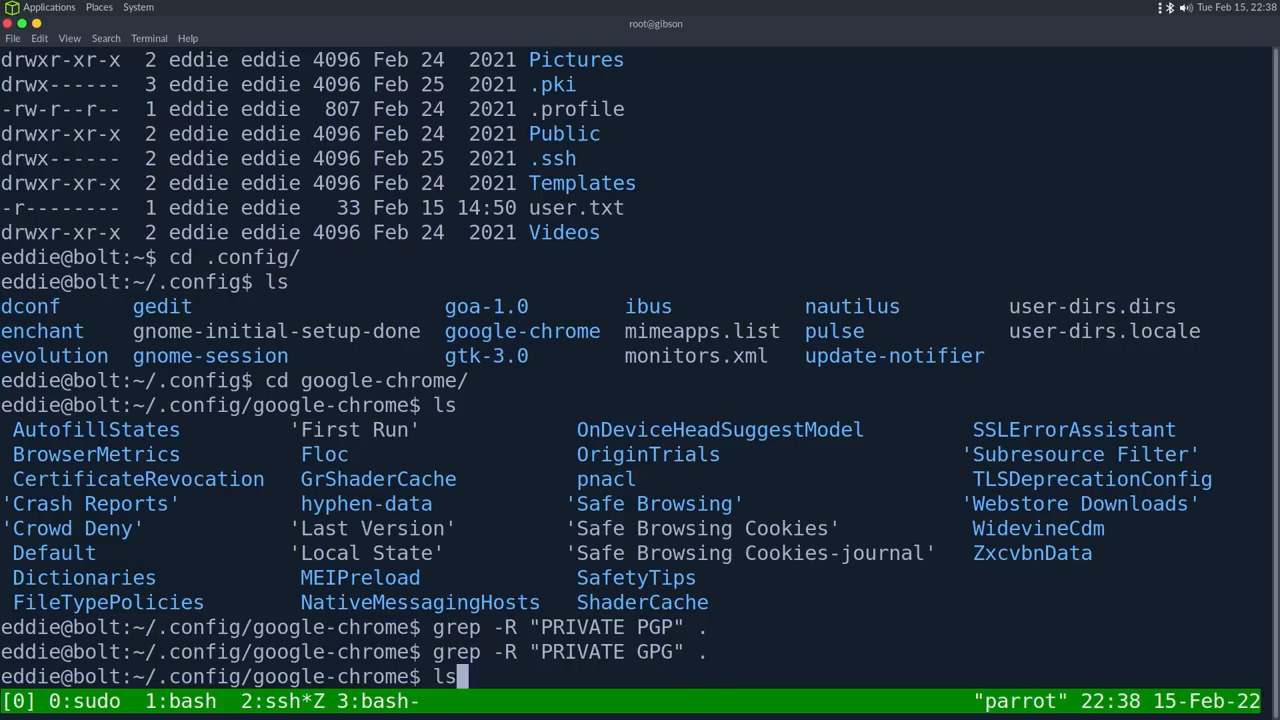 Applications Places System Tue Feb 15, 22:38
root@gibson
File Edit View Search Terminal Help
drwxr-xr-x 2 eddie eddie 4096 Feb 24 2021 Pictures
drwx------ 3 eddie eddie 4096 Feb 25 2021 .pki
-rw-r--r-- 1 eddie eddie 807 Feb 24 2021 .profile
drwxr-xr-x 2 eddie eddie 4096 Feb 24 2021 Public
drwx------ 2 eddie eddie 4096 Feb 25 2021 .ssh
drwxr-xr-x 2 eddie eddie 4096 Feb 24 2021 Templates
-r-------- 1 eddie eddie 33 Feb 15 14:50 user.txt
drwxr-xr-x 2 eddie eddie 4096 Feb 24 2021 Videos
eddie@bolt:~$ cd .config/
eddie@bolt:~/.config$ ls
dconf gedit goa-1.0 ibus nautilus user-dirs.dirs
enchant gnome-initial-setup-done google-chrome mimeapps.list pulse user-dirs.locale
evolution gnome-session gtk-3.0 monitors.xml update-notifier
eddie@bolt:~/.config$ cd google-chrome/
eddie@bolt:~/.config/google-chrome$ ls
AutofillStates 'First Run' OnDeviceHeadSuggestModel SSLErrorAssistant
BrowserMetrics Floc OriginTrials 'Subresource Filter'
CertificateRevocation GrShaderCache pnacl TLSDeprecationConfig
'Crash Reports' hyphen-data 'Safe Browsing' 'Webstore Downloads'
'Crowd Deny' 'Last Version' 'Safe Browsing Cookies' WidevineCdm
Default 'Local State' 'Safe Browsing Cookies-journal' ZxcvbnData
Dictionaries MEIPreload SafetyTips
FileTypePolicies NativeMessagingHosts ShaderCache
eddie@bolt:~/.config/google-chrome$ grep -R "PRIVATE PGP" .
eddie@bolt:~/.config/google-chrome$ grep -R "PRIVATE GPG" .
eddie@bolt:~/.config/google-chrome$ ls
[0] 0:sudo 1:bash 2:ssh*Z 3:bash- "parrot" 22:38 15-Feb-22